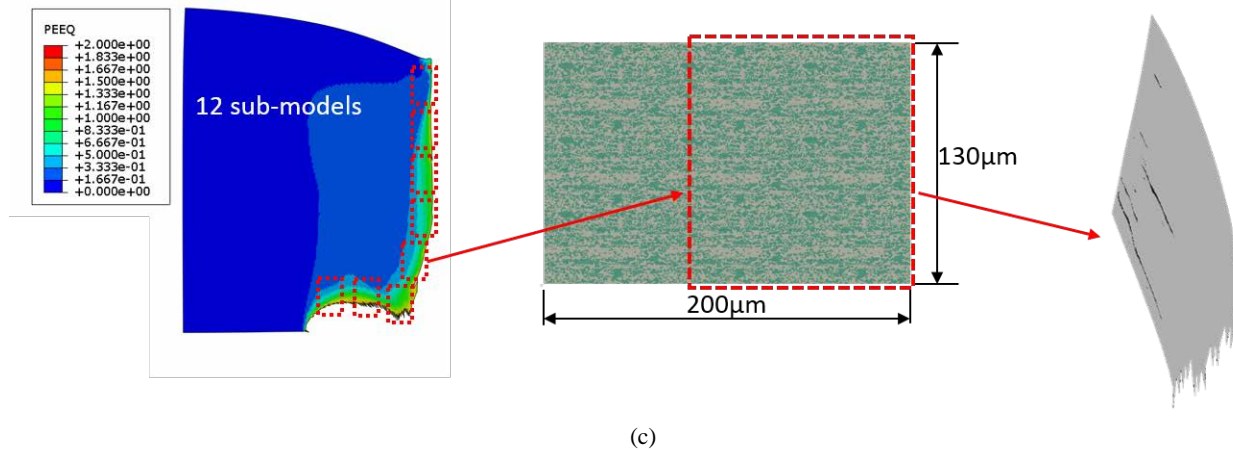 PEEQ
+2.000e+00
+1.833e+00
+1.667e+00
+1.500e+00
+1.333e+00
+1.167e+00
+1.000e+00
+8.333e-01
+6.667e-01
+5.000e-01
+3.333e-01
+1.667e-01
+0.000e+00
12 sub-models
130μm
200μm
(c)